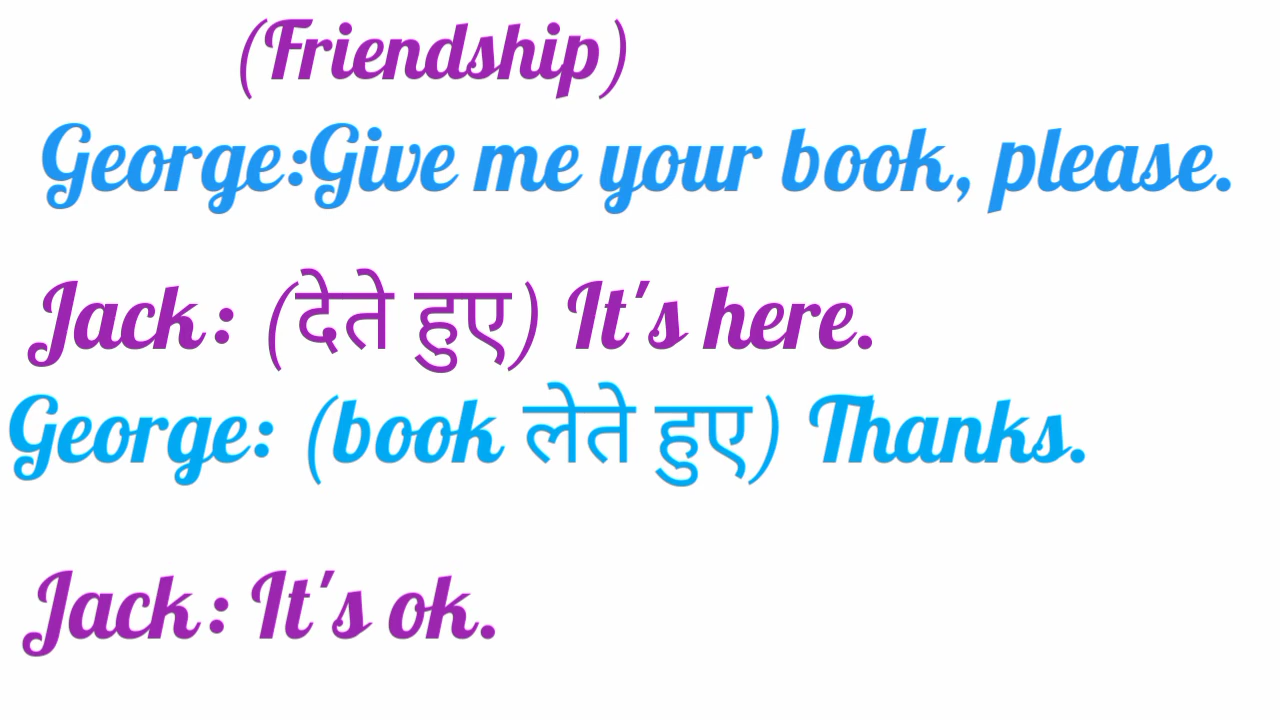 (Friendship)
George:Give me your book, please.
Jack: (देते हुए) It's here.
George: (book लेते हुए) Thanks.
Jack: It's ok.